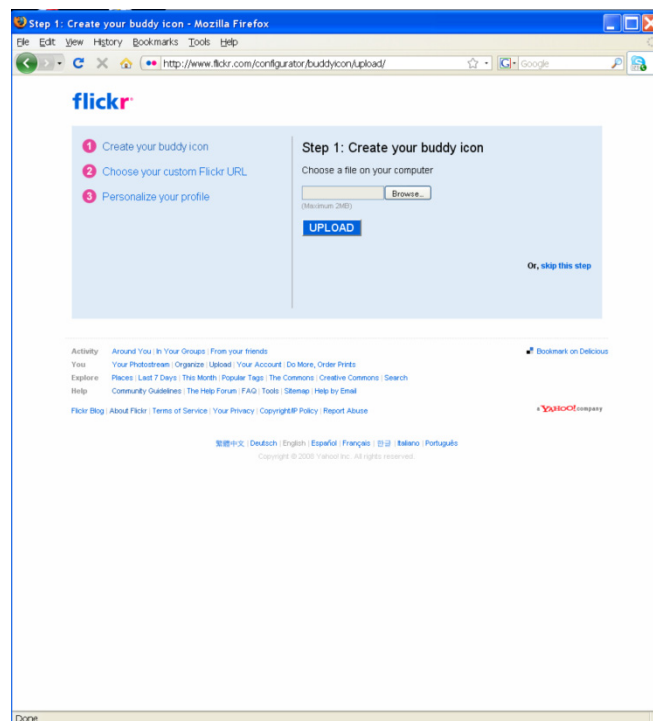 Step 1: Create your buddy icon - Mozilla Firefox
File Edit View History Bookmarks Tools Help
http://www.flickr.com/configurator/buddyicon/upload/ Google
flickr
1 Create your buddy icon
2 Choose your custom Flickr URL
3 Personalize your profile
Step 1: Create your buddy icon
Choose a file on your computer
Browse...
(Maximum 2MB)
UPLOAD
Or, skip this step
Activity Around You | In Your Groups | From your friends
Bookmark on Delicious
You Your Photostream | Organize | Upload | Your Account | Do More, Order Prints
Explore Places | Last 7 Days | This Month | Popular Tags | The Commons | Creative Commons | Search
Help Community Guidelines | The Help Forum | FAQ | Tools | Sitemap | Help by Email
Flickr Blog | About Flickr | Terms of Service | Your Privacy | Copyright/IP Policy | Report Abuse
a YAHOO! company
繁體中文 | Deutsch | English | Español | Français | 한글 | Italiano | Português
Copyright © 2008 Yahoo! Inc. All rights reserved.
Done